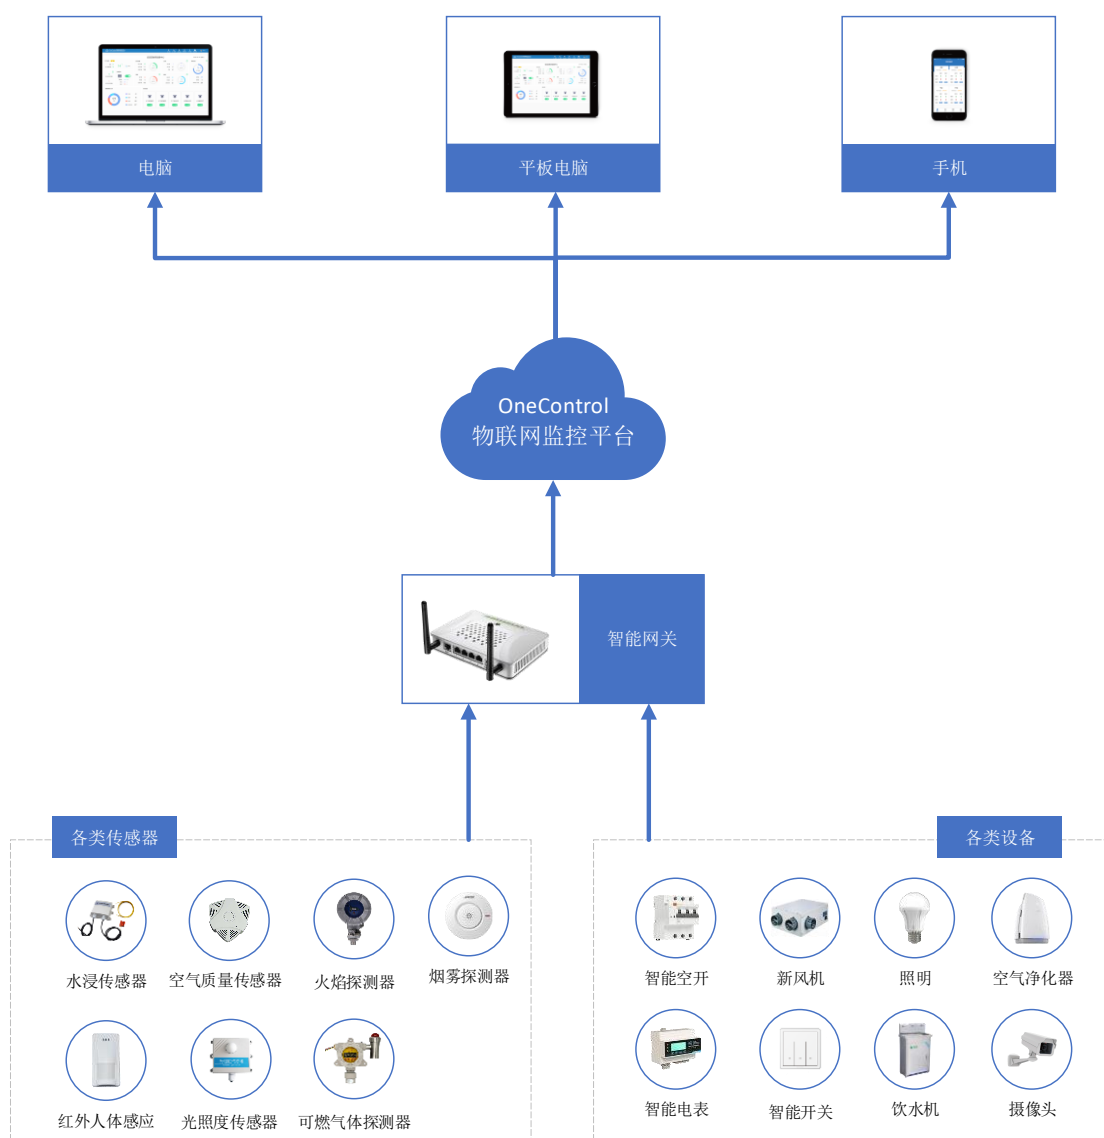 电脑
平板电脑
手机
OneControl
物联网监控平台
智能网关
各类传感器
各类设备
水浸传感器
空气质量传感器
火焰探测器
烟雾探测器
智能空开
新风机
照明
空气净化器
红外人体感应
光照度传感器
可燃气体探测器
智能电表
智能开关
饮水机
摄像头